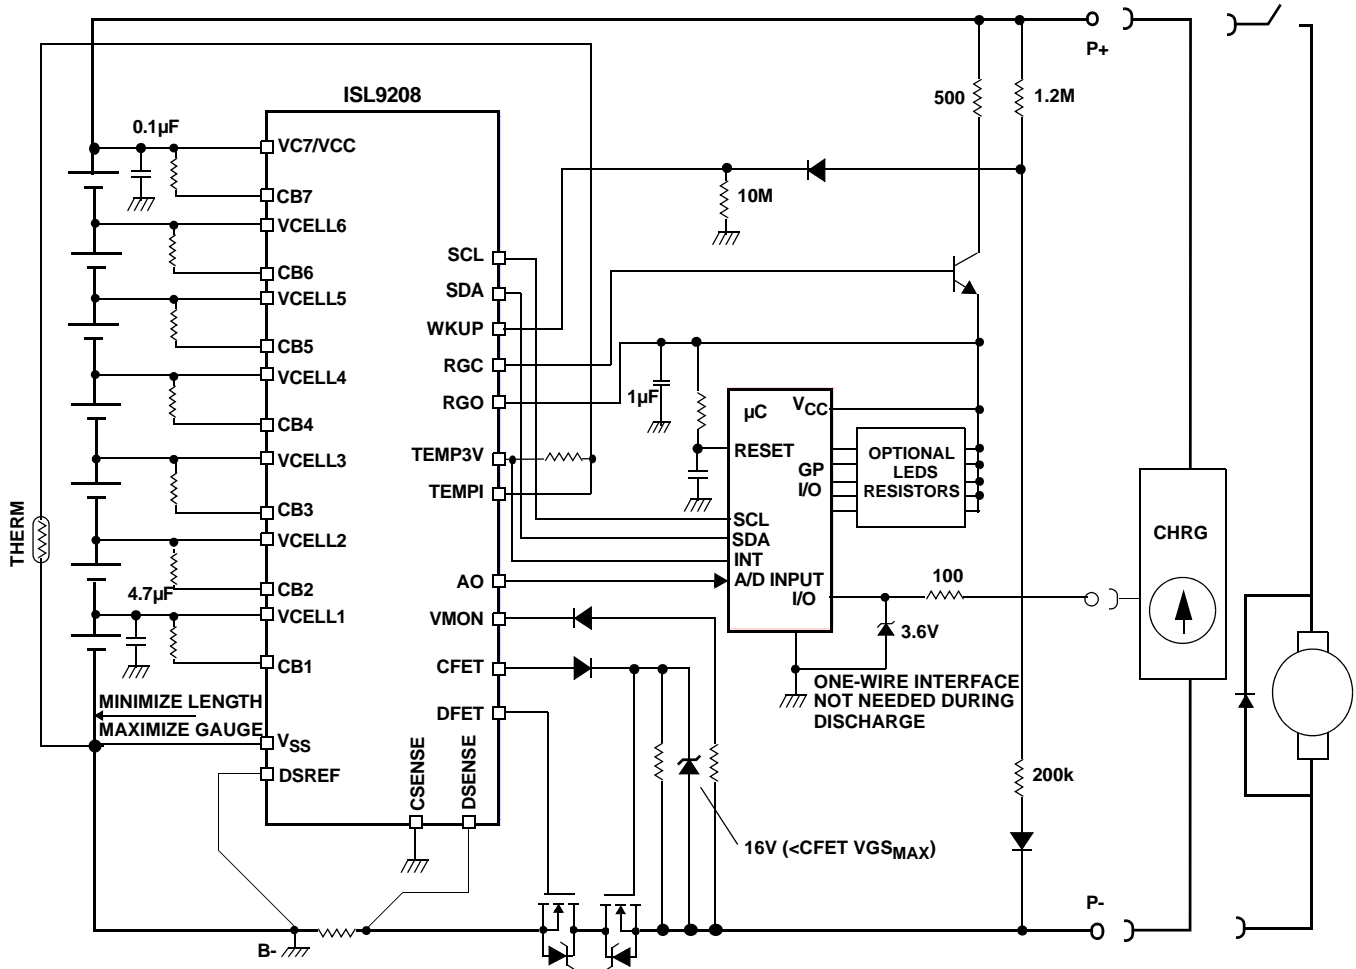 P+
ISL9208
500
1.2M
0.1µF
VC7/VCC
CB7
10M
VCELL6
SCL
CB6
SDA
VCELL5
WKUP
CB5
RGC
VCELL4
RGO
1µF
µC
VCC
CB4
TEMP3V
RESET
OPTIONAL
LEDS
RESISTORS
VCELL3
GP
I/O
TEMPI
CB3
SCL
THERM
VCELL2
SDA
CHRG
INT
AO
A/D INPUT
100
CB2
4.7µF
I/O
VCELL1
VMON
3.6V
CB1
CFET
ONE-WIRE INTERFACE
NOT NEEDED DURING
DISCHARGE
MINIMIZE LENGTH
MAXIMIZE GAUGE
DFET
VSS
DSREF
CSENSE
DSENSE
200k
16V (<CFET VGSMAX)
P-
B-